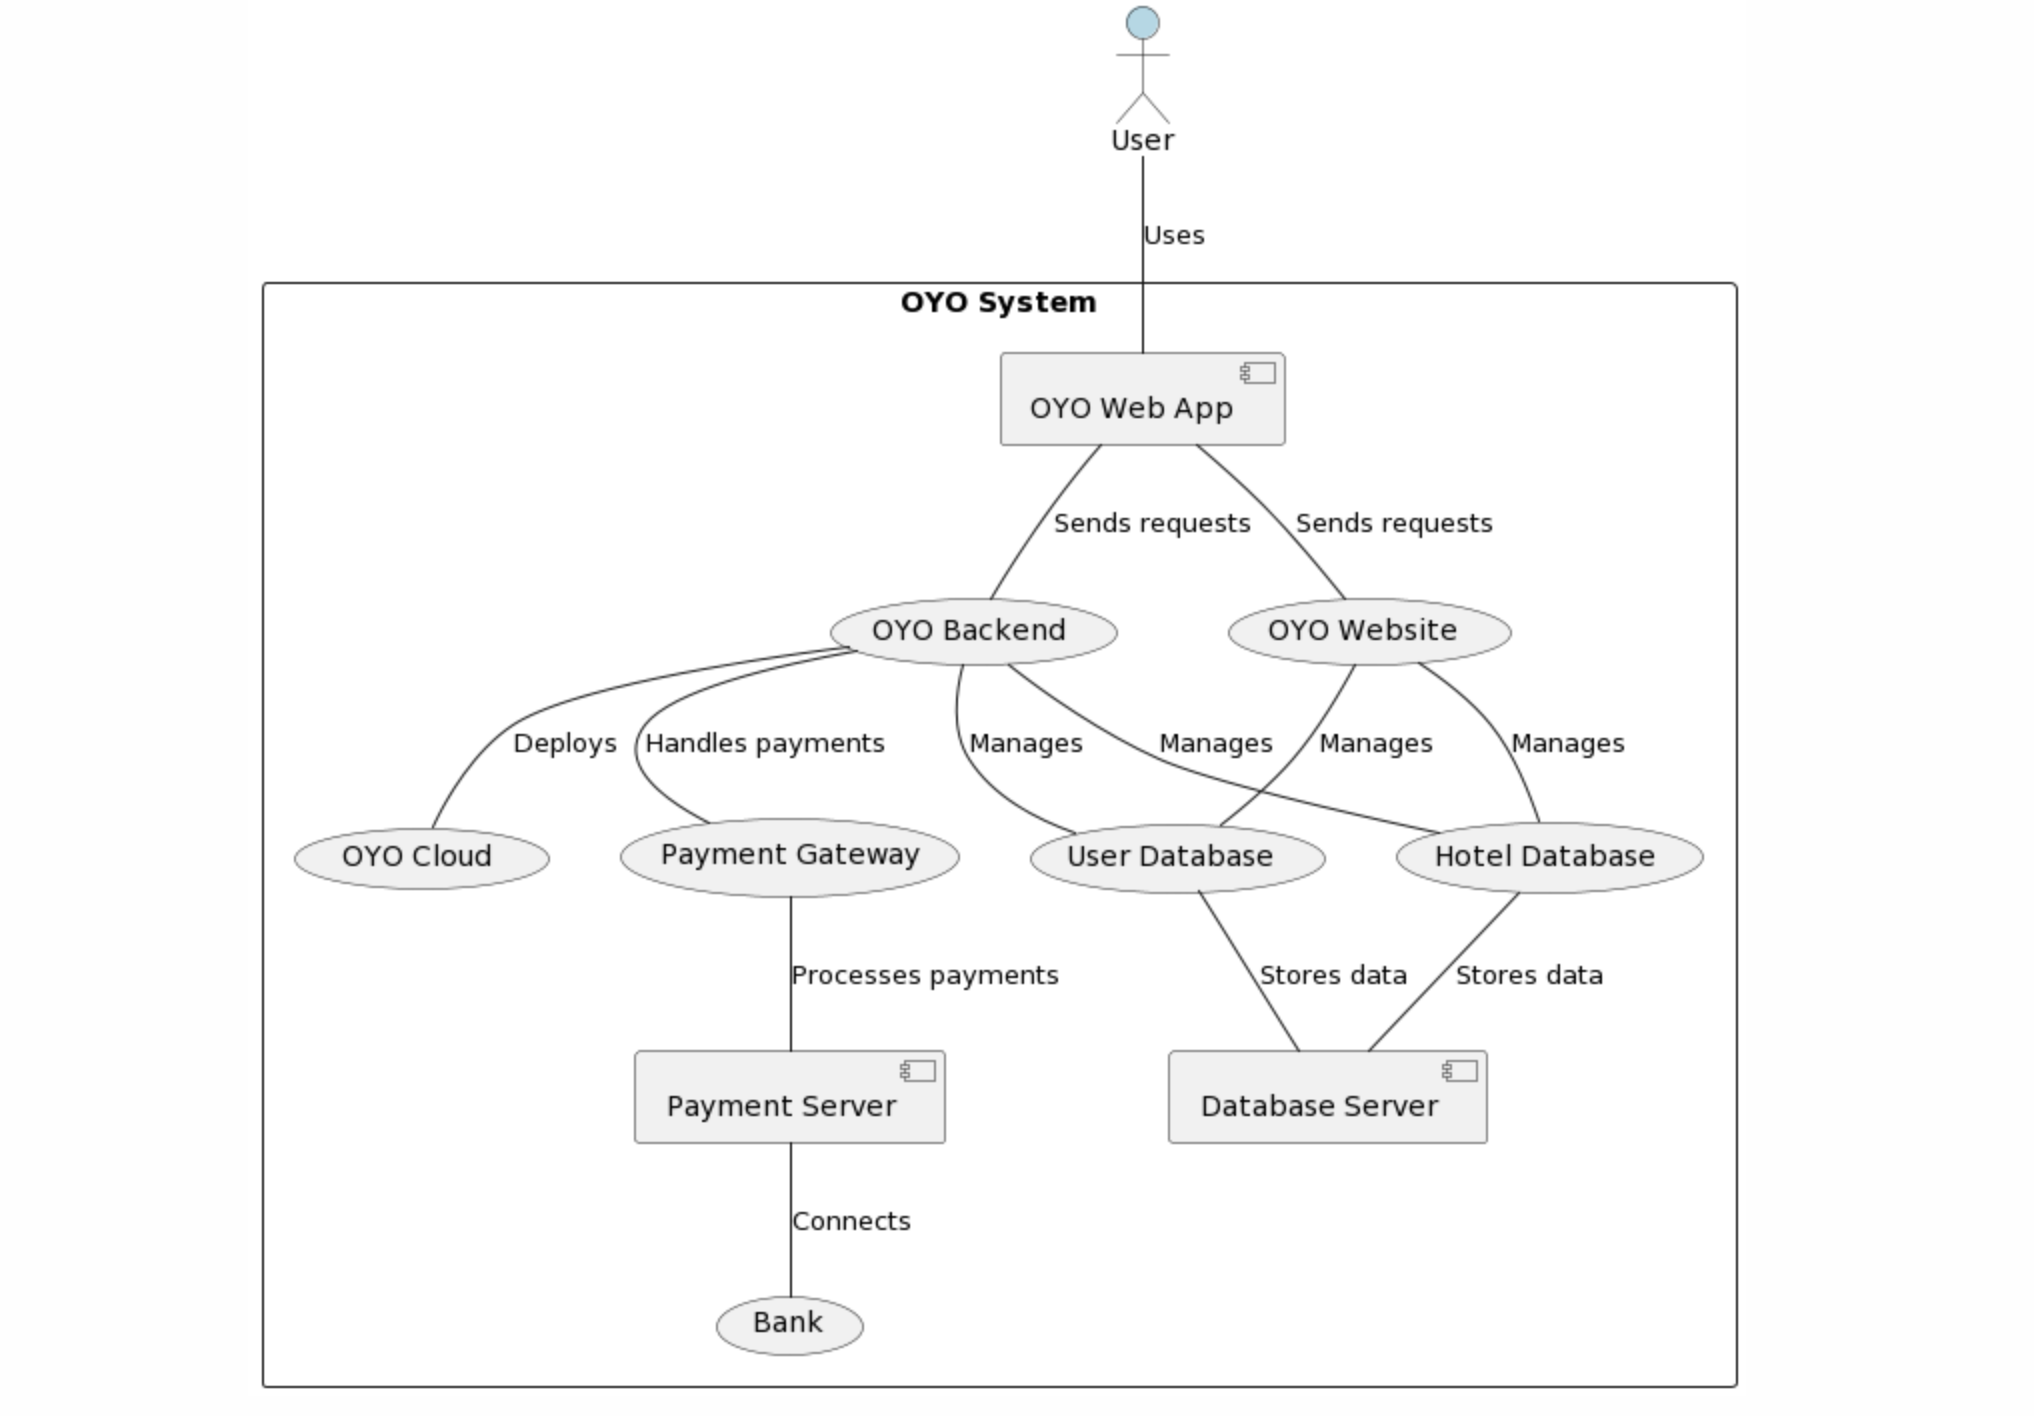 User
Uses
OYO System
OYO Web App
Sends requests
Sends requests
OYO Backend
OYO Website
Deploys
Handles payments
Manages
Manages
Manages
Manages
OYO Cloud
Payment Gateway
User Database
Hotel Database
Processes payments
Stores data
Stores data
Payment Server
Database Server
Connects
Bank